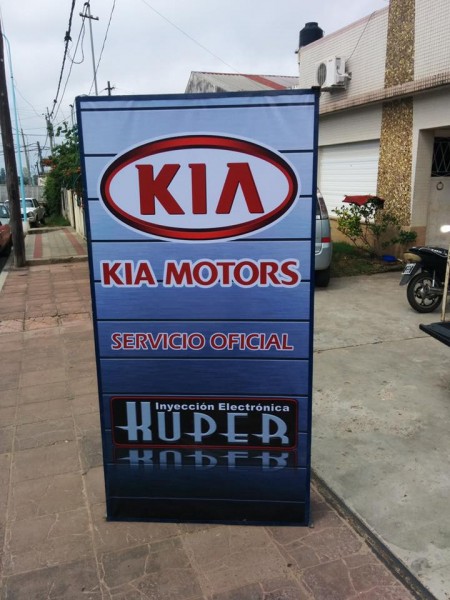 KIA
KIA MOTORS
SERVICIO OFICIAL
Inyección Electrónica
KUPER